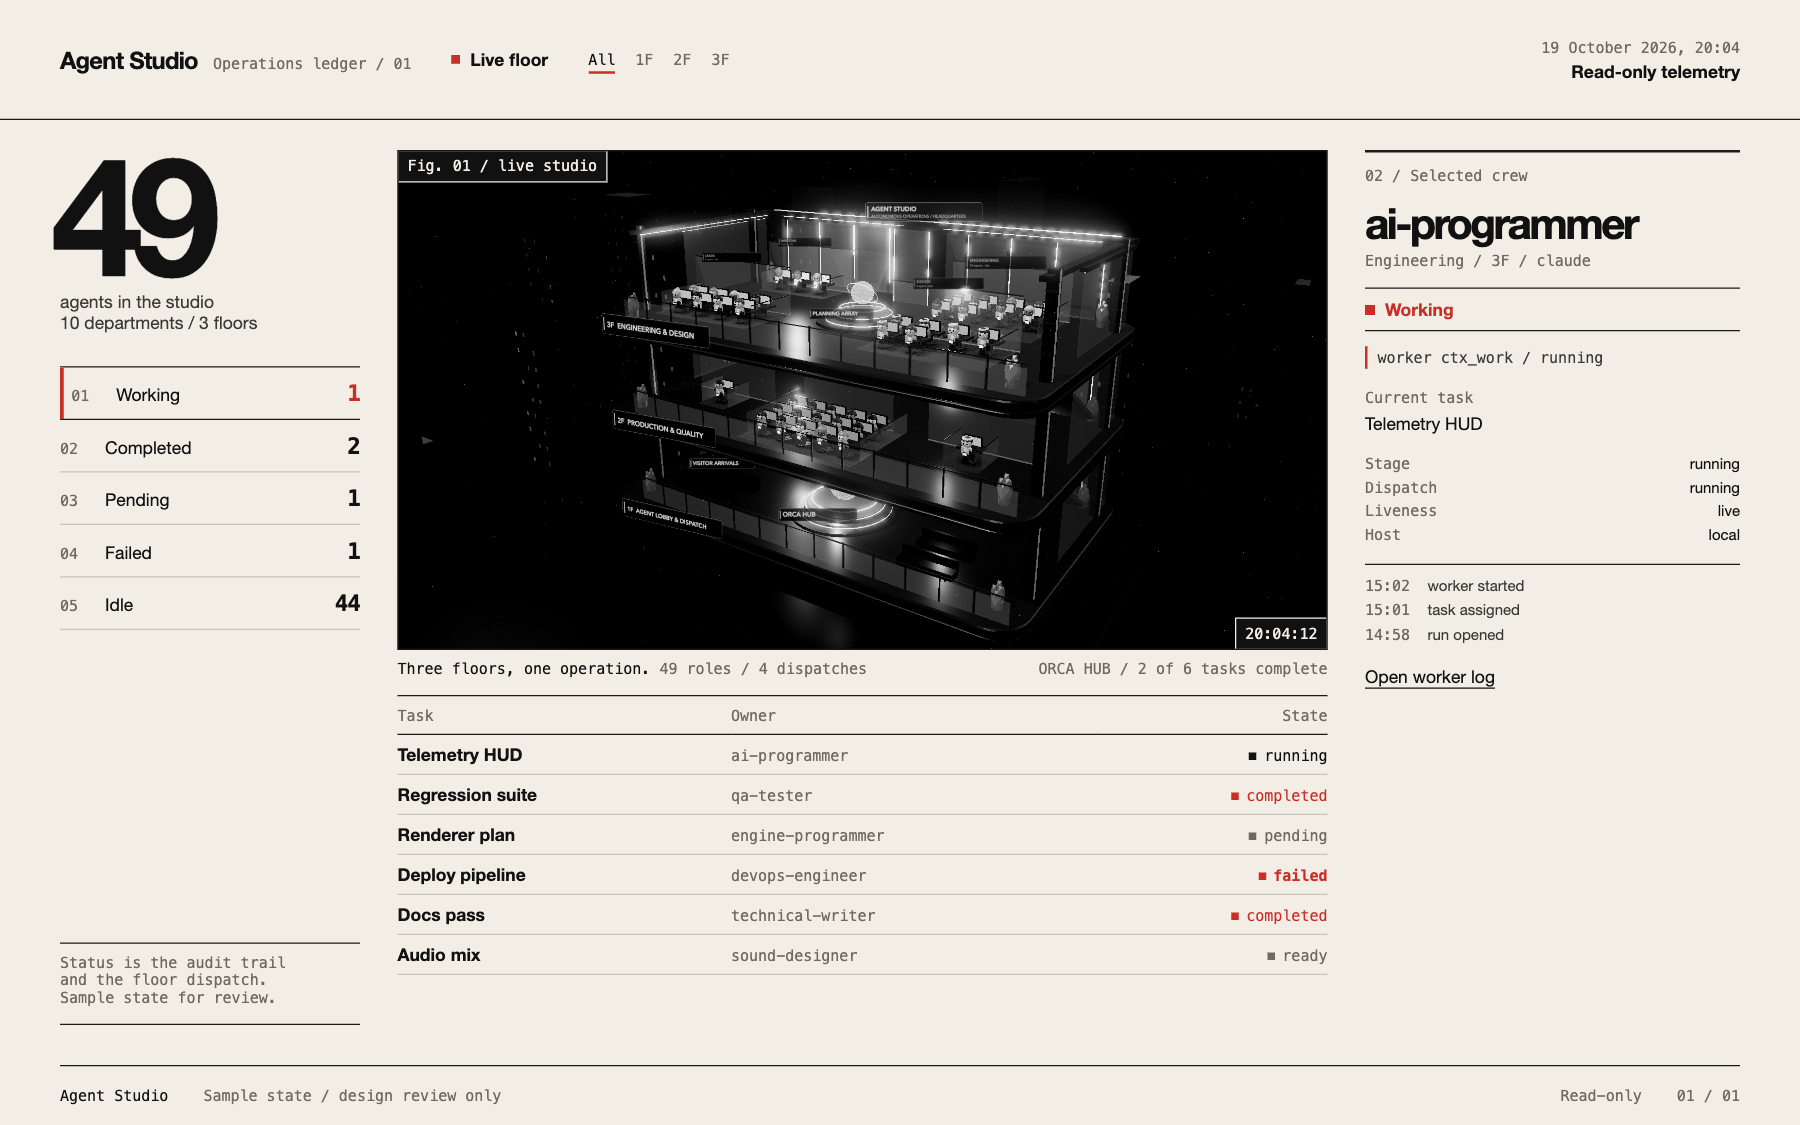 Agent Studio Operations ledger / 01
Live floor
All 1F 2F 3F
19 October 2026, 20:04
Read-only telemetry
49
agents in the studio
10 departments / 3 floors
01 Working 1
02 Completed 2
03 Pending 1
04 Failed 1
05 Idle 44
Status is the audit trail
and the floor dispatch.
Sample state for review.
Fig. 01 / live studio
AGENT STUDIO
AUTONOMOUS OPERATIONS / HEADQUARTERS
ENGINEERING
DESIGN
PLANNING ARRAY
3F ENGINEERING & DESIGN
2F PRODUCTION & QUALITY
VISITOR ARRIVALS
1F AGENT LOBBY & DISPATCH
ORCA HUB
20:04:12
Three floors, one operation. 49 roles / 4 dispatches
ORCA HUB / 2 of 6 tasks complete
Task Owner State
Telemetry HUD ai-programmer running
Regression suite qa-tester completed
Renderer plan engine-programmer pending
Deploy pipeline devops-engineer failed
Docs pass technical-writer completed
Audio mix sound-designer ready
02 / Selected crew
ai-programmer
Engineering / 3F / claude
Working
worker ctx_work / running
Current task
Telemetry HUD
Stage running
Dispatch running
Liveness live
Host local
15:02 worker started
15:01 task assigned
14:58 run opened
Open worker log
Agent Studio Sample state / design review only
Read-only 01 / 01